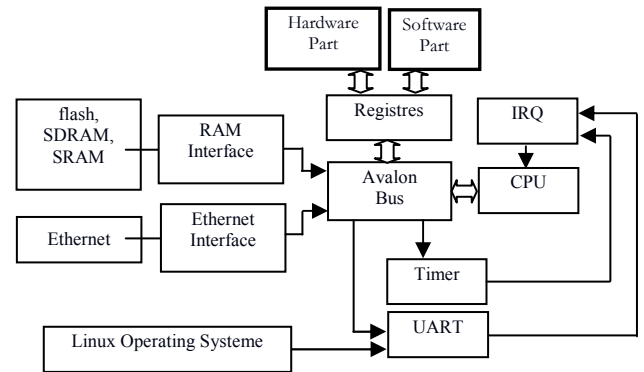 Hardware
Part
Software
Part
flash,
SDRAM,
SRAM
RAM
Interface
Registres
IRQ
Avalon
Bus
CPU
Ethernet
Ethernet
Interface
Timer
UART
Linux Operating Systeme